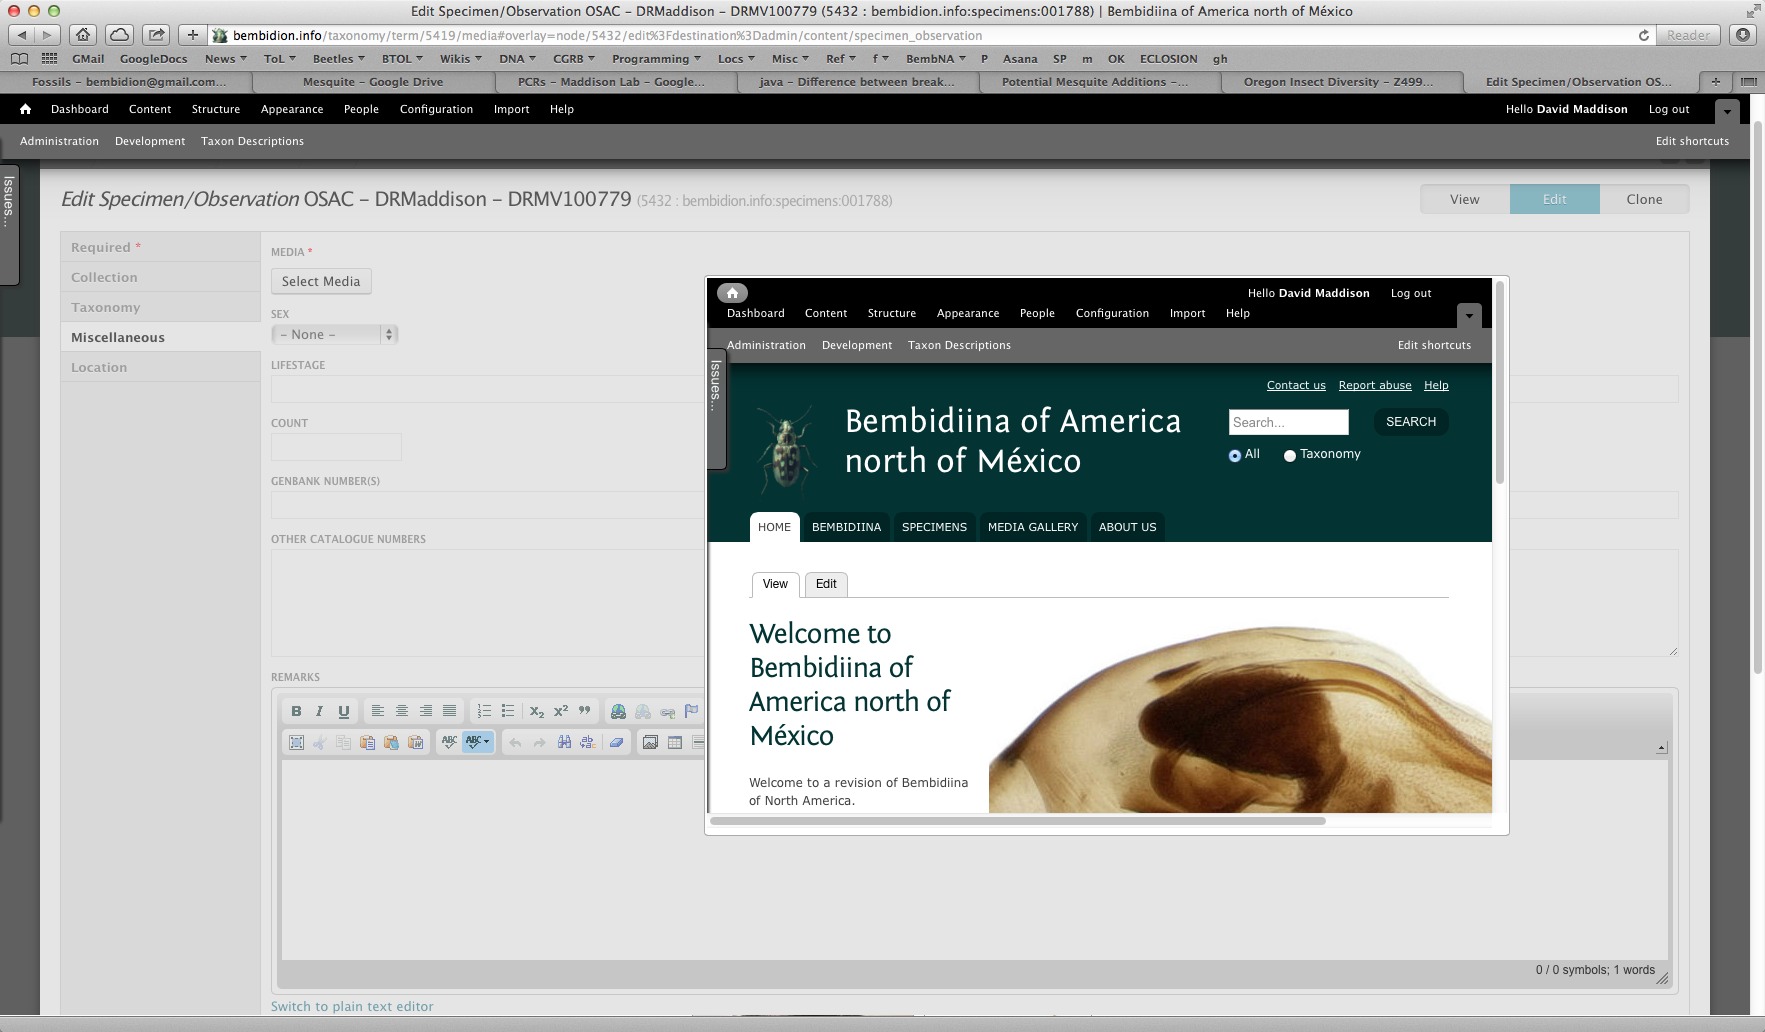 Edit Specimen/Observation OSAC – DRMaddison – DRMV100779 (5432 : bembidion.info:specimens:001788) | Bembidiina of America north of México
bembidion.info/taxonomy/term/5419/media#overlay=node/5432/edit%3Fdestination%3Dadmin/content/specimen_observation Reader
GMail GoogleDocs News ToL Beetles BTOL Wikis DNA CGRB Programming Locs Misc Ref f BembNA P Asana SP m OK ECLOSION gh
Fossils – bembidion@gmail.com... Mesquite – Google Drive PCRs – Maddison Lab – Google... java – Difference between break... Potential Mesquite Additions –... Oregon Insect Diversity – Z499... Edit Specimen/Observation OS...
Dashboard Content Structure Appearance People Configuration Import Help Hello David Maddison Log out
Administration Development Taxon Descriptions Edit shortcuts
Issues...
Edit Specimen/Observation OSAC – DRMaddison – DRMV100779 (5432 : bembidion.info:specimens:001788) View Edit Clone
Required *
Collection
Taxonomy
Miscellaneous
Location
MEDIA *
Select Media
SEX
– None –
LIFESTAGE
COUNT
GENBANK NUMBER(S)
OTHER CATALOGUE NUMBERS
REMARKS
B I U x2 x2 ”
ABC ABC
0 / 0 symbols; 1 words
Switch to plain text editor
Hello David Maddison Log out
Dashboard Content Structure Appearance People Configuration Import Help
Administration Development Taxon Descriptions Edit shortcuts
Issues...
Contact us Report abuse Help
Bembidiina of America
north of México
Search... SEARCH
All Taxonomy
HOME BEMBIDIINA SPECIMENS MEDIA GALLERY ABOUT US
View Edit
Welcome to
Bembidiina of
America north of
México
Welcome to a revision of Bembidiina
of North America.